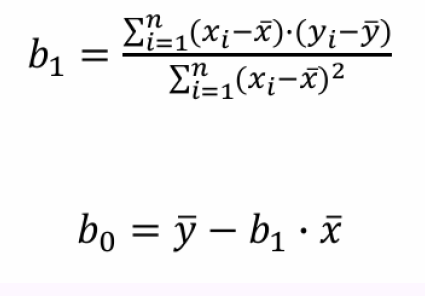 b₁ = ∑ⁿᵢ₌₁(xᵢ−x̄)·(yᵢ−ȳ) / ∑ⁿᵢ₌₁(xᵢ−x̄)²
b₀ = ȳ − b₁ · x̄